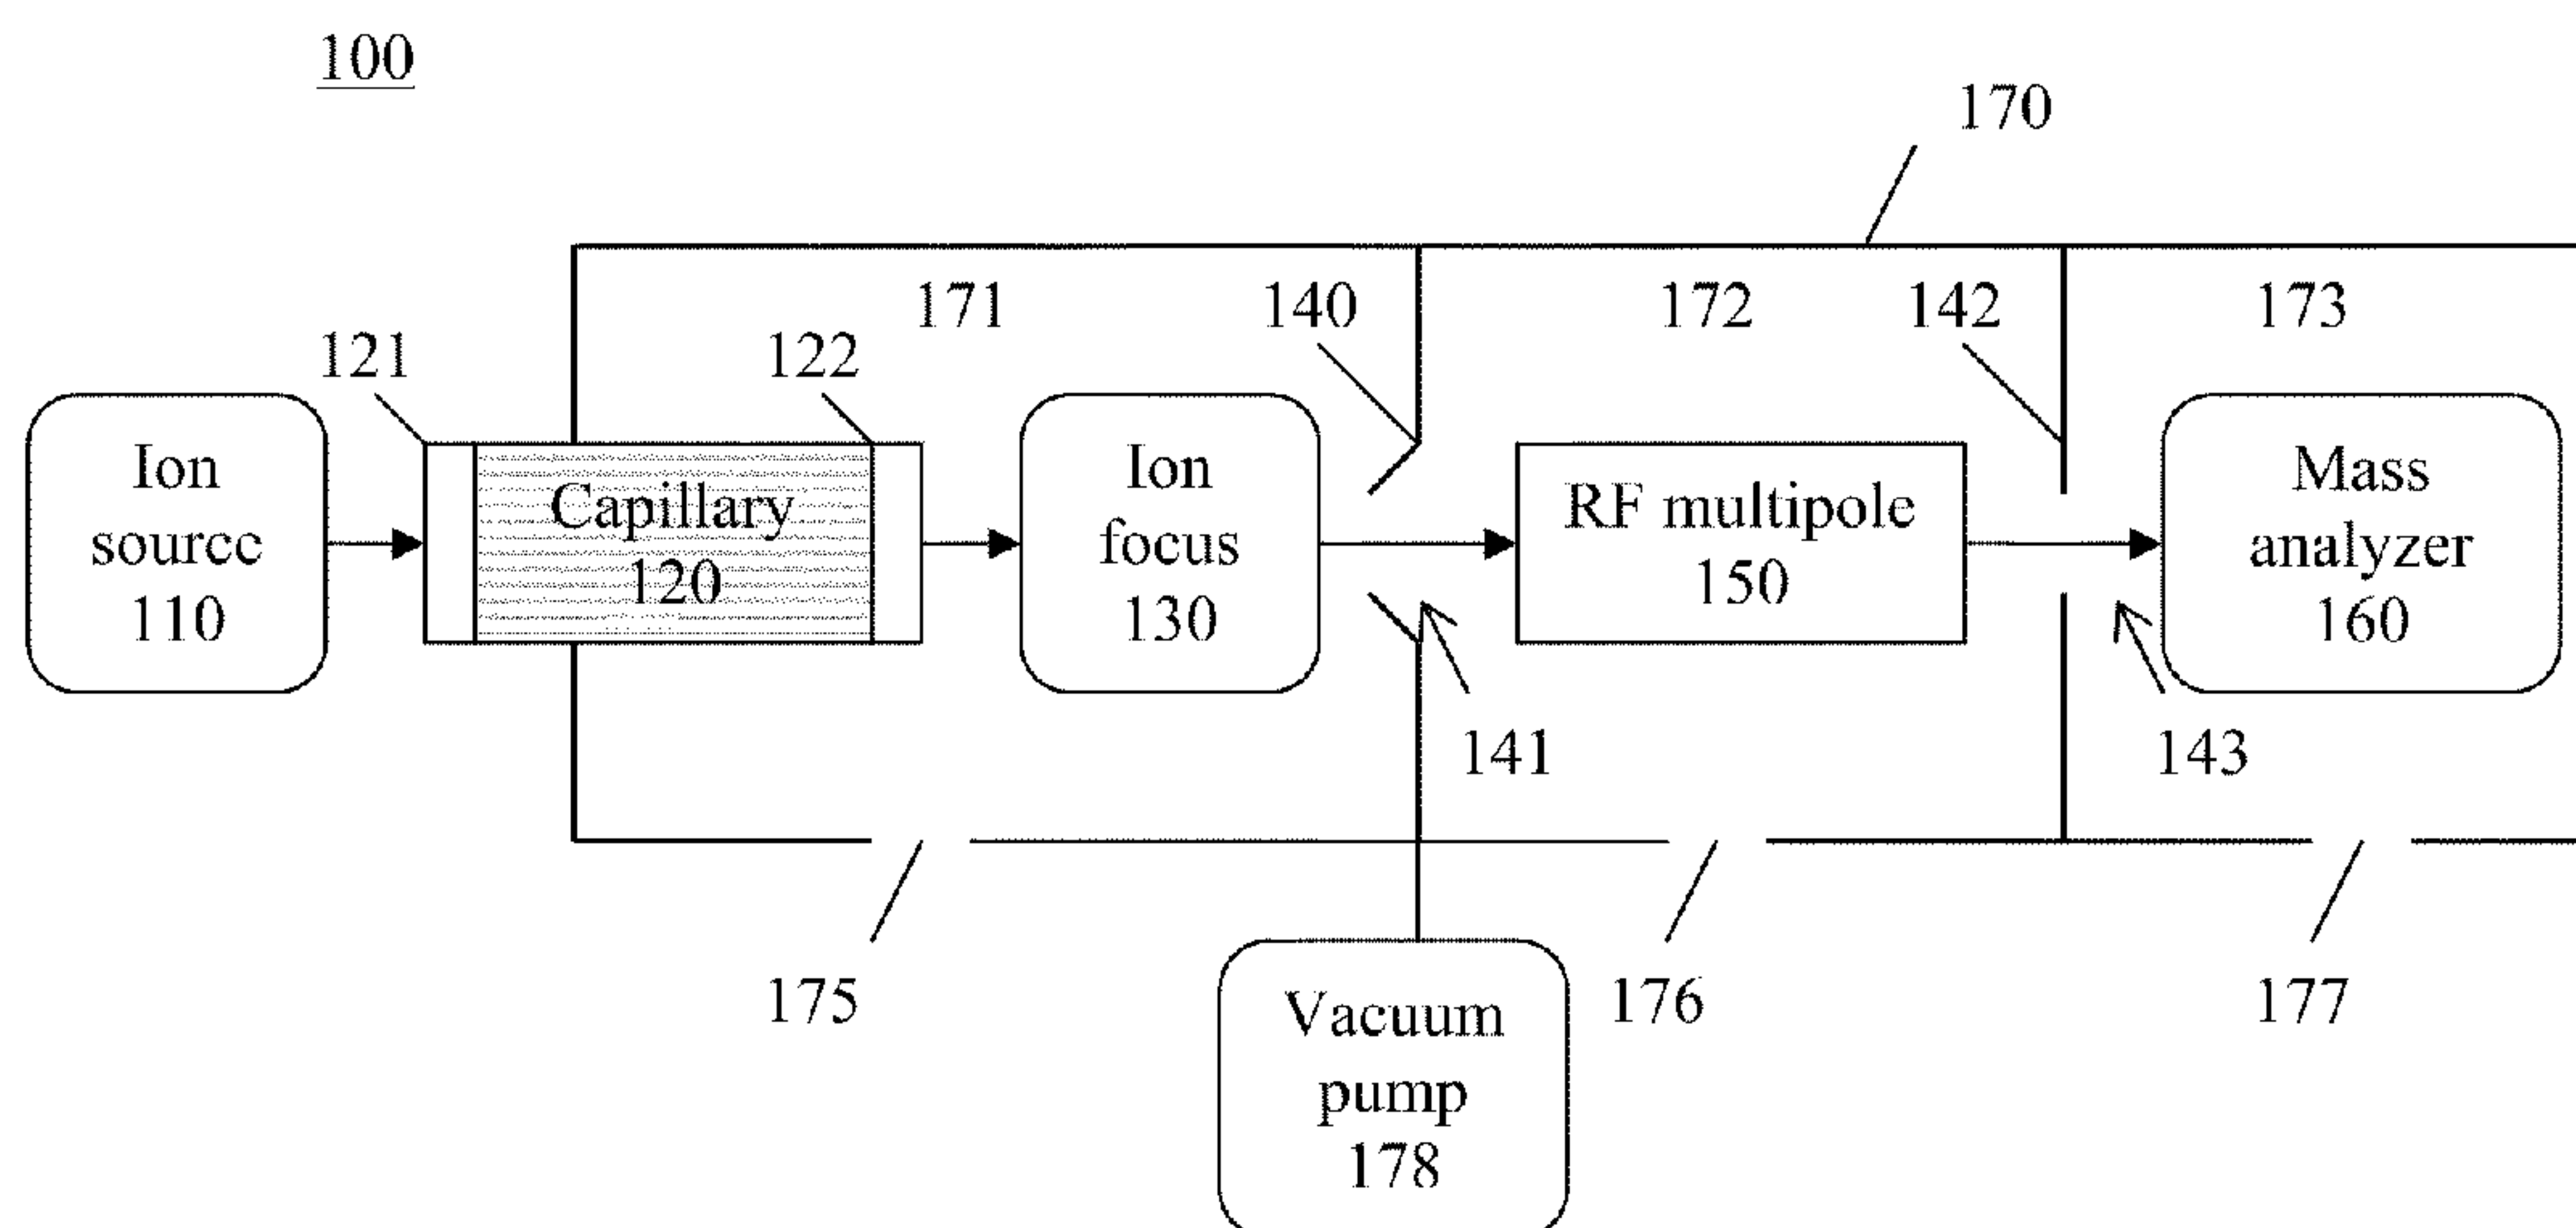 100
170
171
140
172
142
173
121
122
Ion
source
110
Capillary
120
Ion
focus
130
RF multipole
150
Mass
analyzer
160
141
143
175
176
177
Vacuum
pump
178